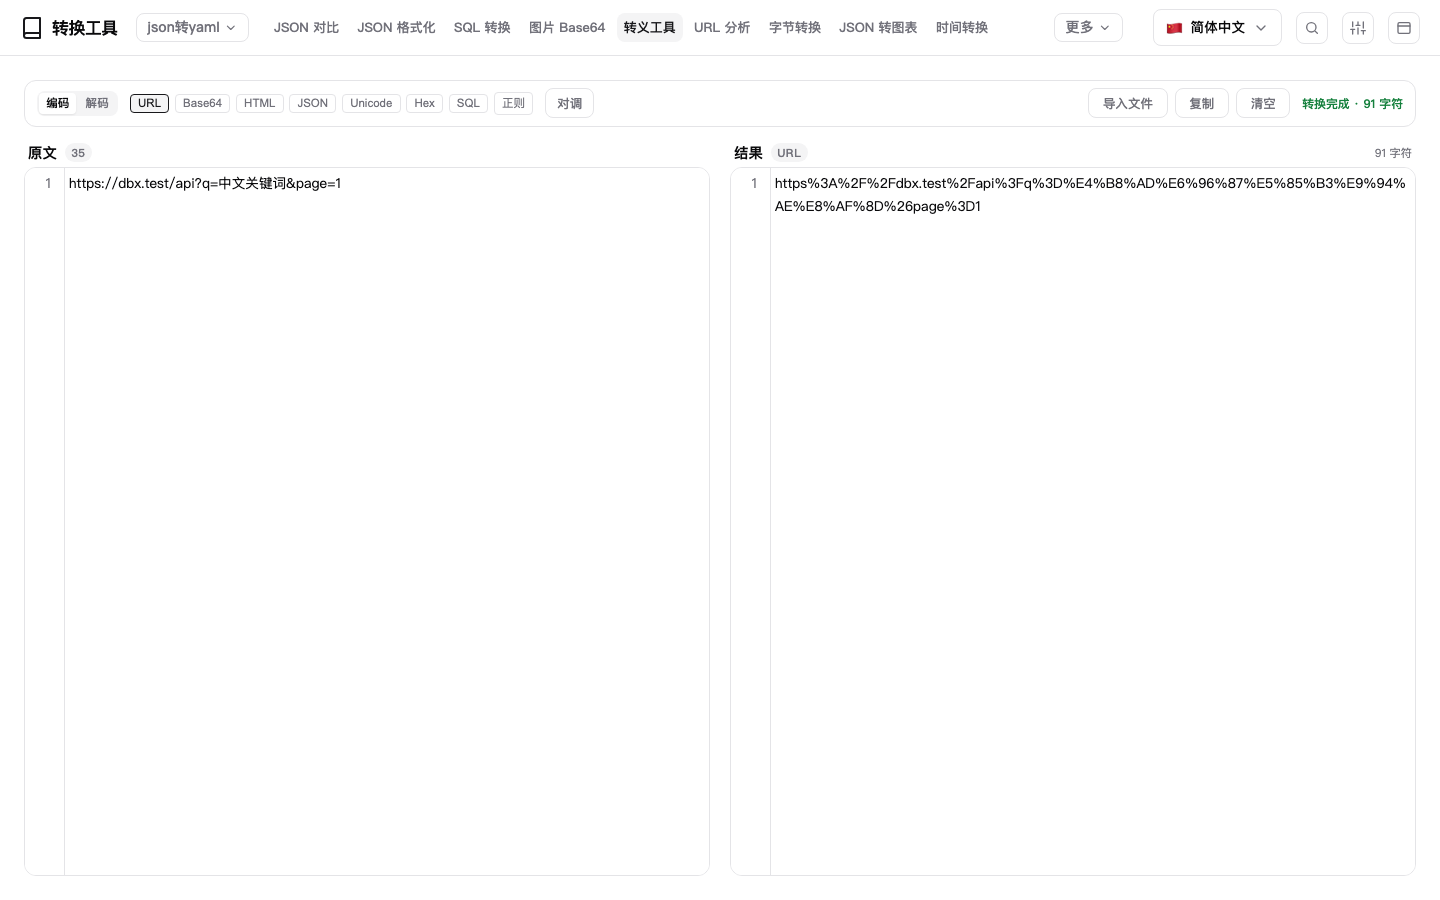 转换工具 json转yaml JSON 对比 JSON 格式化 SQL 转换 图片 Base64 转义工具 URL 分析 字节转换 JSON 转图表 时间转换 更多 简体中文
编码 解码 URL Base64 HTML JSON Unicode Hex SQL 正则 对调 导入文件 复制 清空 转换完成 · 91 字符
原文 35
1 https://dbx.test/api?q=中文关键词&page=1
结果 URL 91 字符
1 https%3A%2F%2Fdbx.test%2Fapi%3Fq%3D%E4%B8%AD%E6%96%87%E5%85%B3%E9%94%
AE%E8%AF%8D%26page%3D1